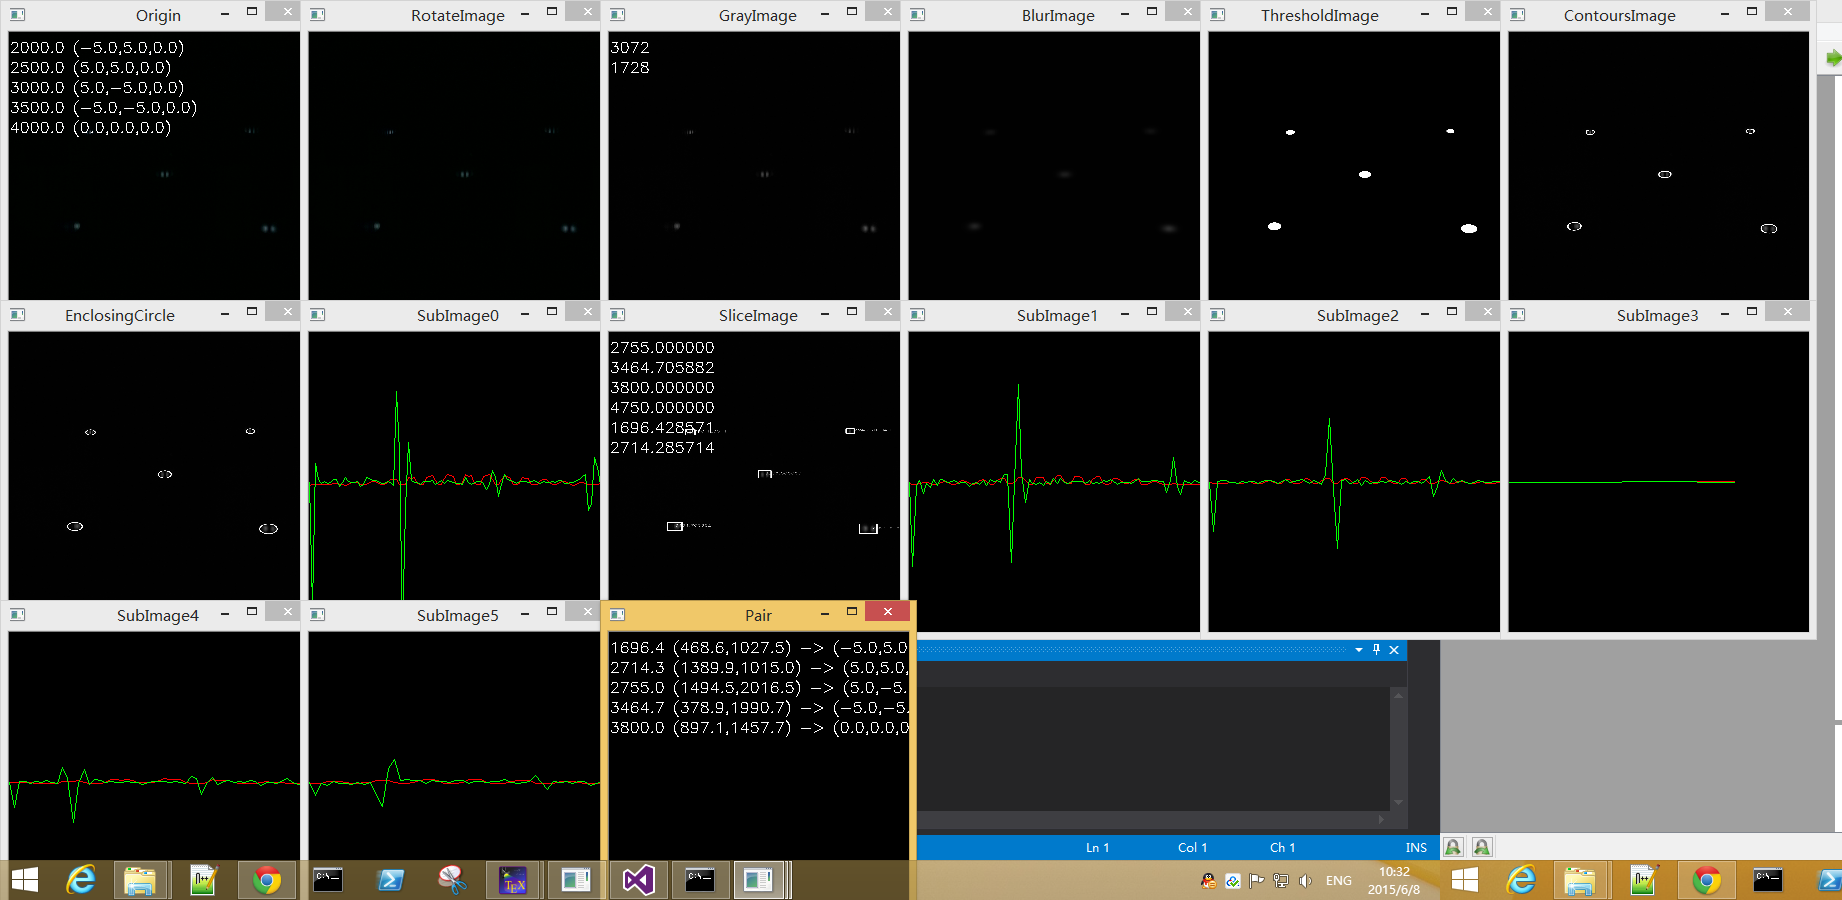 Origin
2000.0 (−5.0,5.0,0.0)
2500.0 (5.0,5.0,0.0)
3000.0 (5.0,−5.0,0.0)
3500.0 (−5.0,−5.0,0.0)
4000.0 (0.0,0.0,0.0)
RotateImage
GrayImage
3072
1728
BlurImage
ThresholdImage
ContoursImage
EnclosingCircle
SubImage0
SliceImage
2755.000000
3464.705882
3800.000000
4750.000000
1696.428571
2714.285714
SubImage1
SubImage2
SubImage3
SubImage4
SubImage5
Pair
1696.4 (468.6,1027.5) −> (−5.0,5.0
2714.3 (1389.9,1015.0) −> (5.0,5.0,
2755.0 (1494.5,2016.5) −> (5.0,−5.
3464.7 (378.9,1990.7) −> (−5.0,−5.
3800.0 (897.1,1457.7) −> (0.0,0.0,0
Ln 1 Col 1 Ch 1 INS
ENG
10:32
2015/6/8